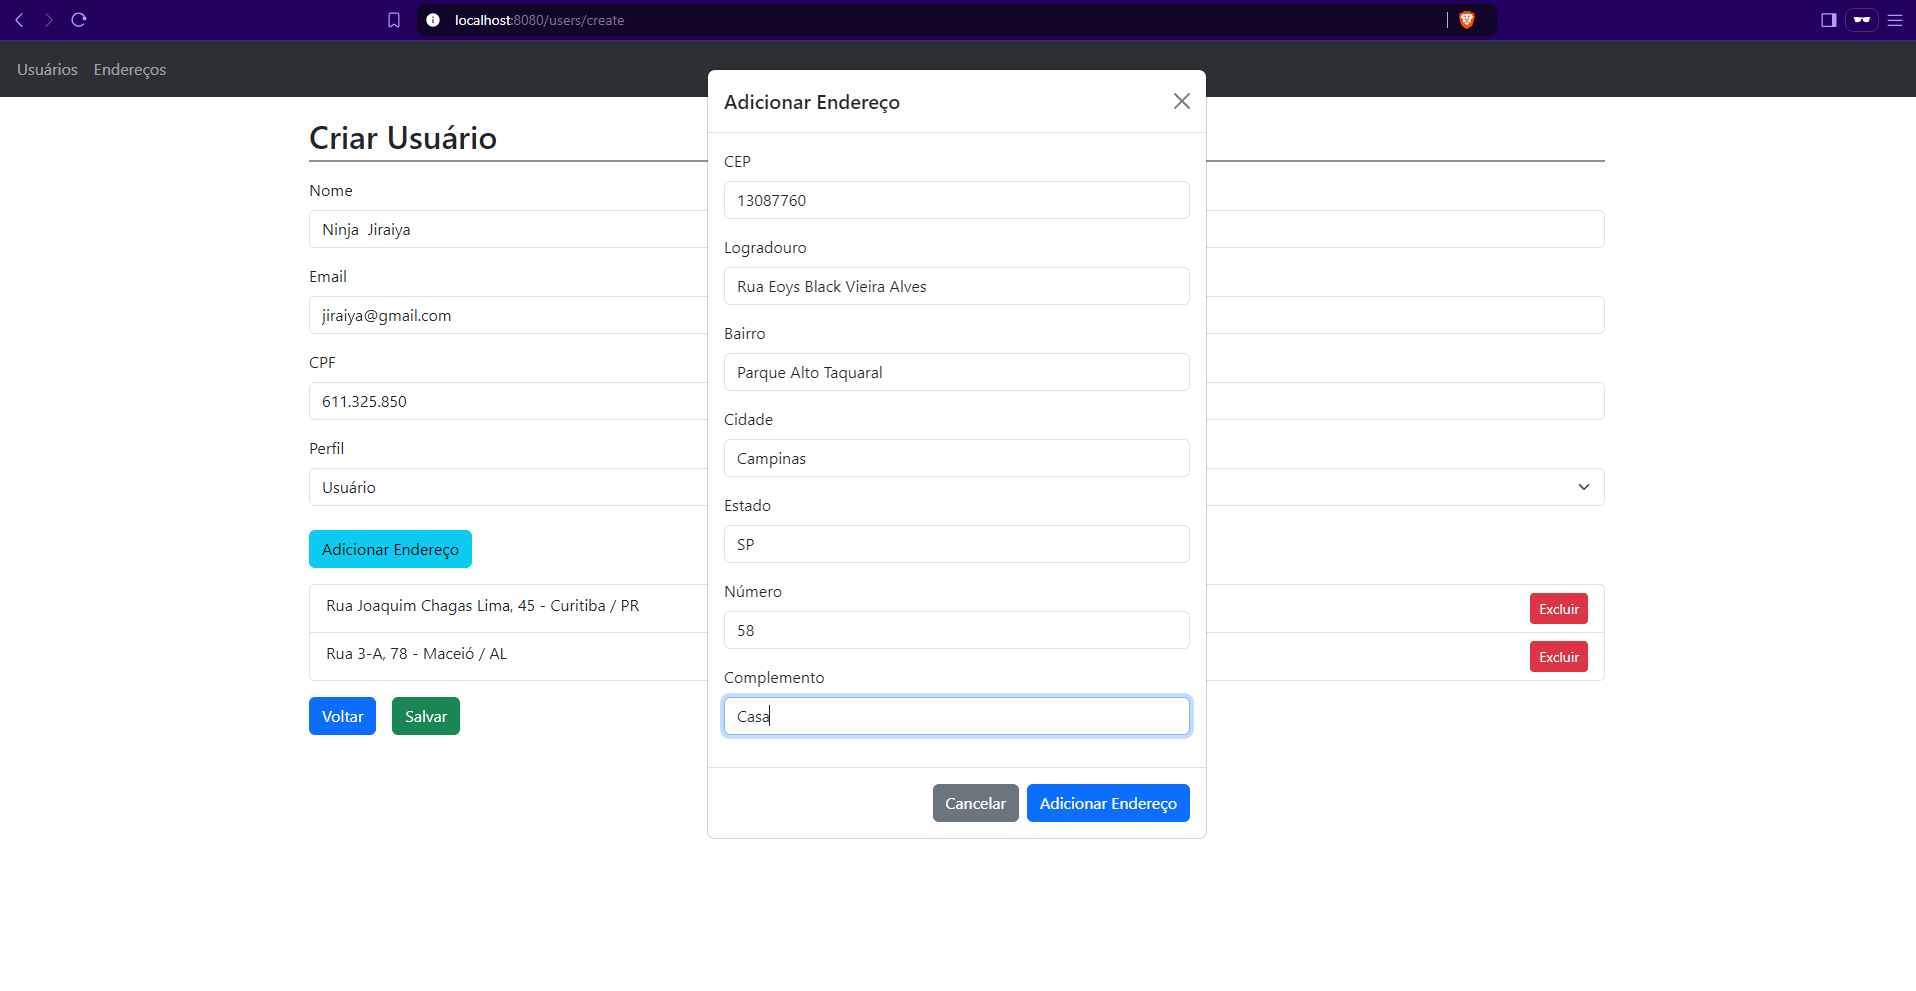 localhost:8080/users/create
Usuários Endereços
Criar Usuário
Nome
Ninja  Jiraiya
Email
jiraiya@gmail.com
CPF
611.325.850
Perfil
Usuário
Adicionar Endereço
Rua Joaquim Chagas Lima, 45 - Curitiba / PR
Excluir
Rua 3-A, 78 - Maceió / AL
Excluir
Voltar Salvar
Adicionar Endereço
CEP
13087760
Logradouro
Rua Eoys Black Vieira Alves
Bairro
Parque Alto Taquaral
Cidade
Campinas
Estado
SP
Número
58
Complemento
Casa
Cancelar Adicionar Endereço